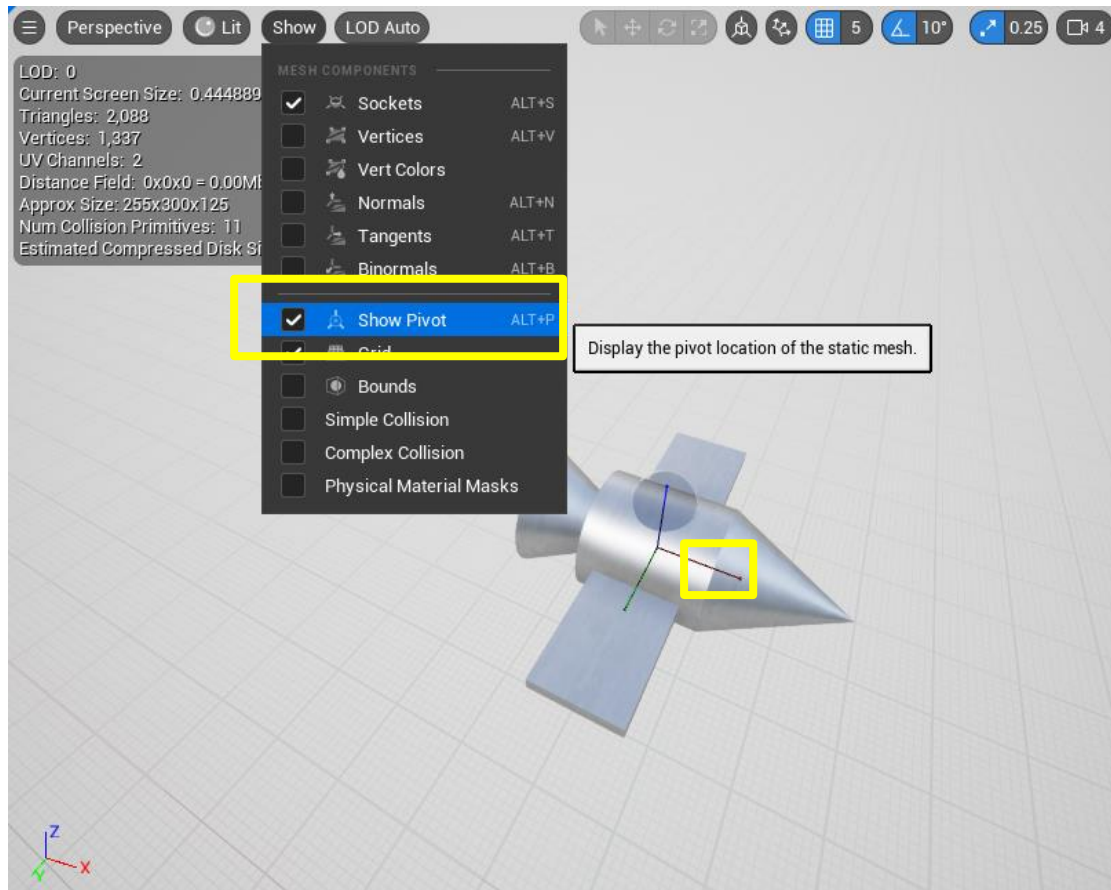 Perspective Lit Show LOD Auto 5 10° 0.25 4
LOD: 0
Current Screen Size: 0.444889
Triangles: 2,088
Vertices: 1,337
UV Channels: 2
Distance Field: 0x0x0 = 0.00Mb
Approx Size: 255x300x125
Num Collision Primitives: 11
Estimated Compressed Disk Si
MESH COMPONENTS
Sockets ALT+S
Vertices ALT+V
Vert Colors
Normals ALT+N
Tangents ALT+T
Binormals ALT+B
Show Pivot ALT+P
Grid
Bounds
Simple Collision
Complex Collision
Physical Material Masks
Display the pivot location of the static mesh.
Z
X
Y